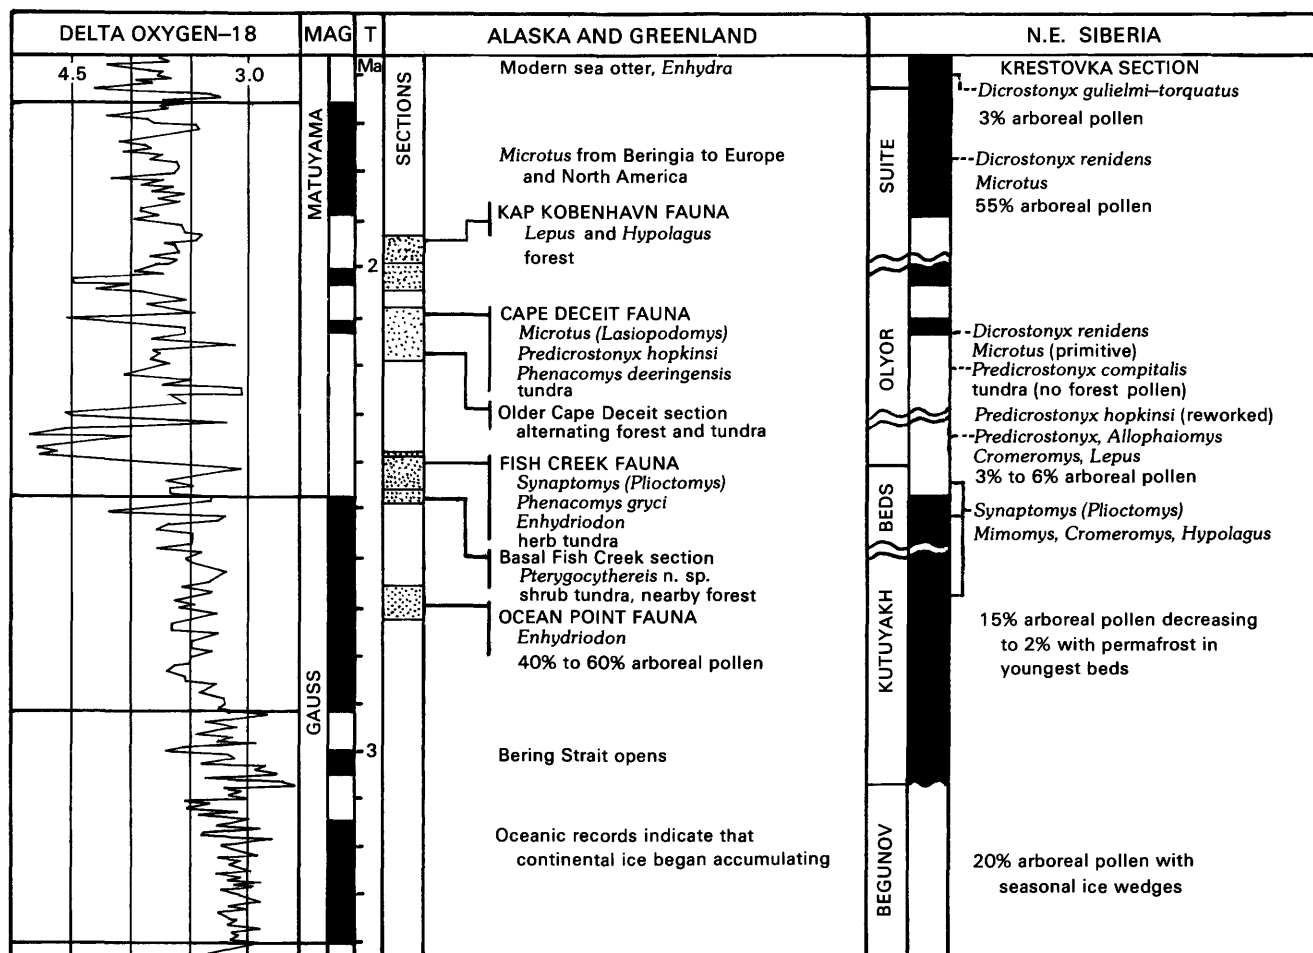 DELTA OXYGEN–18
MAG
T
ALASKA AND GREENLAND
N.E. SIBERIA
4.5
3.0
Ma
MATUYAMA
GAUSS
2
3
SECTIONS
Modern sea otter, Enhydra
Microtus from Beringia to Europe
and North America
KAP KOBENHAVN FAUNA
Lepus and Hypolagus
forest
CAPE DECEIT FAUNA
Microtus (Lasiopodomys)
Predicrostonyx hopkinsi
Phenacomys deeringensis
tundra
Older Cape Deceit section
alternating forest and tundra
FISH CREEK FAUNA
Synaptomys (Plioctomys)
Phenacomys gryci
Enhydriodon
herb tundra
Basal Fish Creek section
Pterygocythereis n. sp.
shrub tundra, nearby forest
OCEAN POINT FAUNA
Enhydriodon
40% to 60% arboreal pollen
Bering Strait opens
Oceanic records indicate that
continental ice began accumulating
SUITE
OLYOR
BEDS
KUTUYAKH
BEGUNOV
KRESTOVKA SECTION
Dicrostonyx gulielmi–torquatus
3% arboreal pollen
Dicrostonyx renidens
Microtus
55% arboreal pollen
Dicrostonyx renidens
Microtus (primitive)
Predicrostonyx compitalis
tundra (no forest pollen)
Predicrostonyx hopkinsi (reworked)
Predicrostonyx, Allophaiomys
Cromeromys, Lepus
3% to 6% arboreal pollen
Synaptomys (Plioctomys)
Mimomys, Cromeromys, Hypolagus
15% arboreal pollen decreasing
to 2% with permafrost in
youngest beds
20% arboreal pollen with
seasonal ice wedges